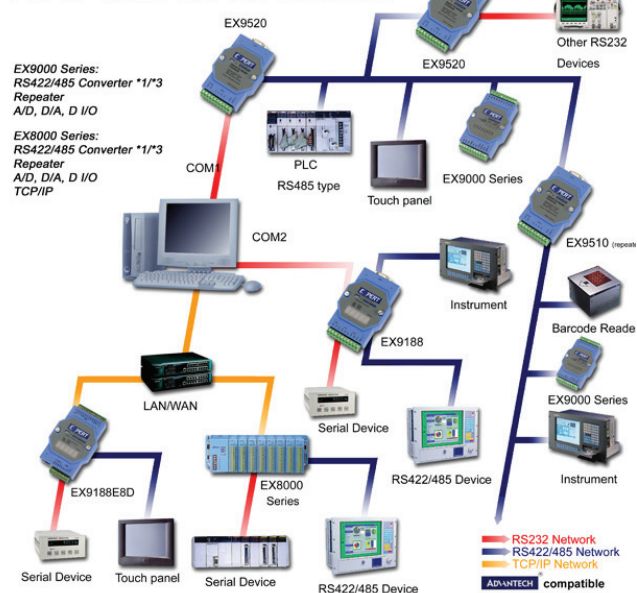 EX9520
EX9520
Other RS232
Devices
EX9000 Series:
RS422/485 Converter *1/*3
Repeater
A/D, D/A, D I/O
EX8000 Series:
RS422/485 Converter *1/*3
Repeater
A/D, D/A, D I/O
TCP/IP
COM1
PLC
RS485 type
Touch panel
EX9000 Series
EX9510 (repeate
COM2
EX9188
Instrument
Barcode Reade
LAN/WAN
Serial Device
EX9000 Series
RS422/485 Device
Instrument
EX9188E8D
EX8000
Series
Serial Device
Touch panel
Serial Device
RS422/485 Device
RS232 Network
RS422/485 Network
TCP/IP Network
ADVANTECH® compatible